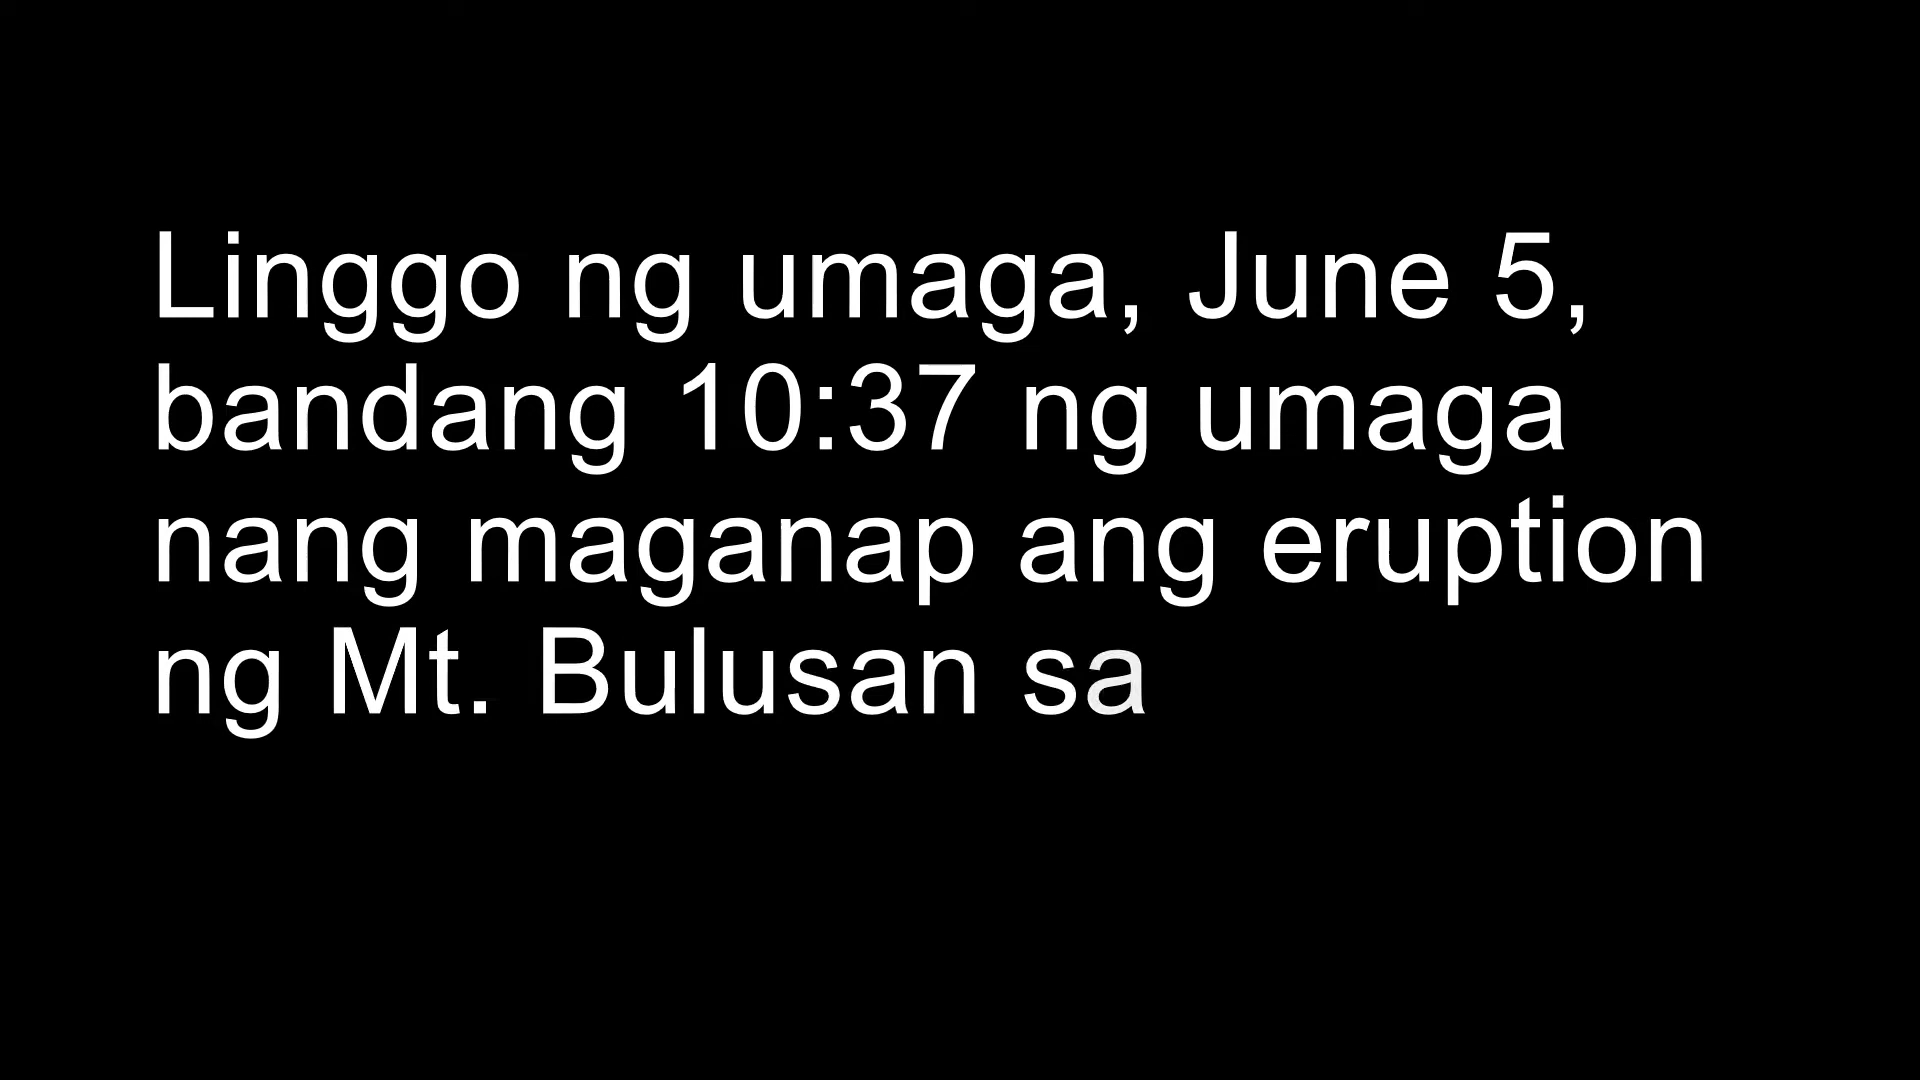 Linggo ng umaga, June 5,
bandang 10:37 ng umaga
nang maganap ang eruption
ng Mt. Bulusan sa